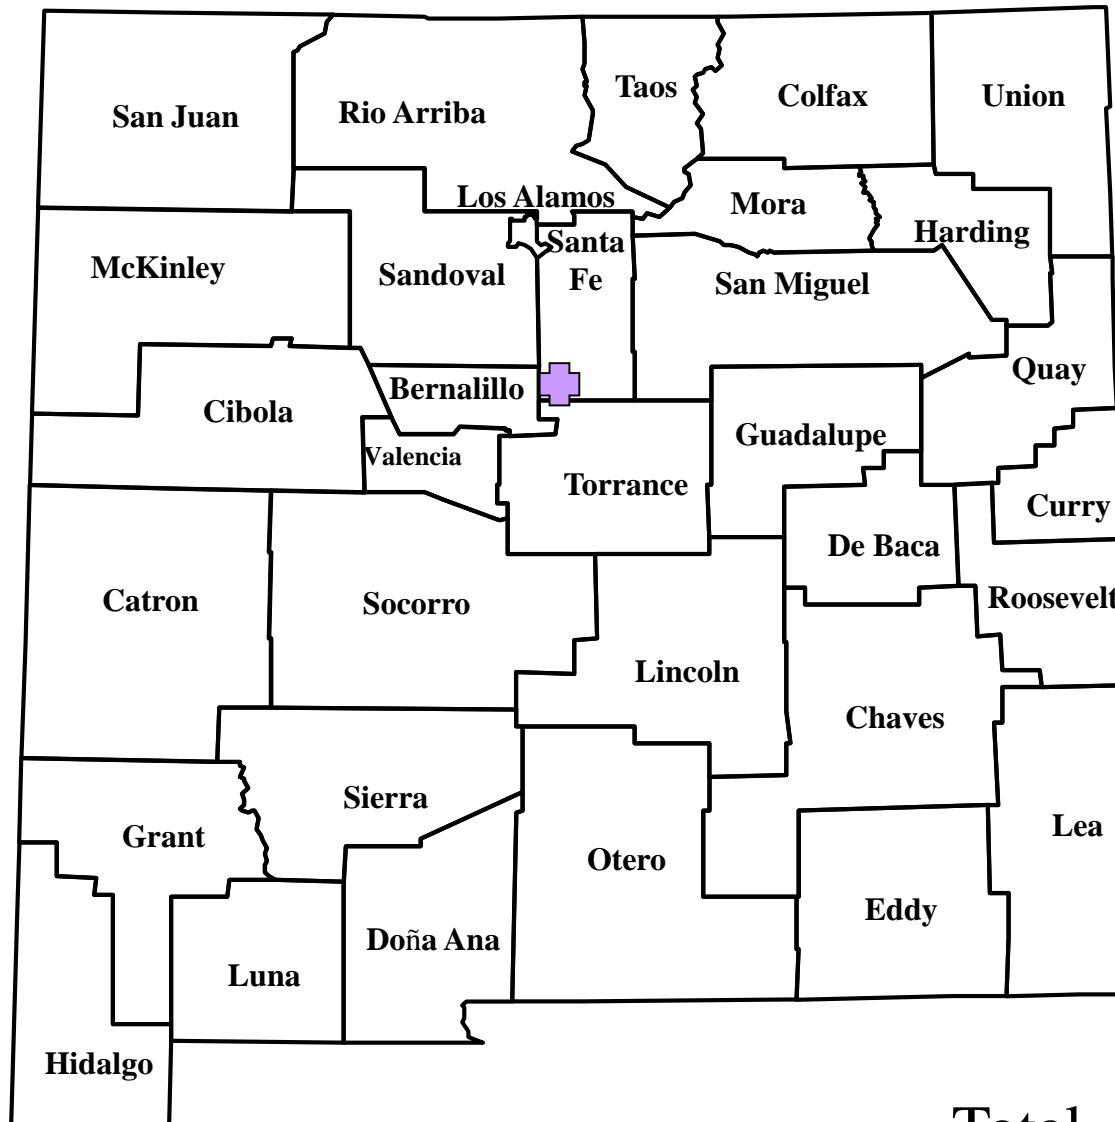 San Juan
Rio Arriba
Taos
Colfax
Union
Los Alamos
Mora
Harding
McKinley
Sandoval
Santa
Fe
San Miguel
Quay
Bernalillo
Cibola
Guadalupe
Valencia
Torrance
Curry
De Baca
Catron
Socorro
Roosevelt
Lincoln
Chaves
Sierra
Grant
Lea
Otero
Eddy
Doña Ana
Luna
Hidalgo
Total